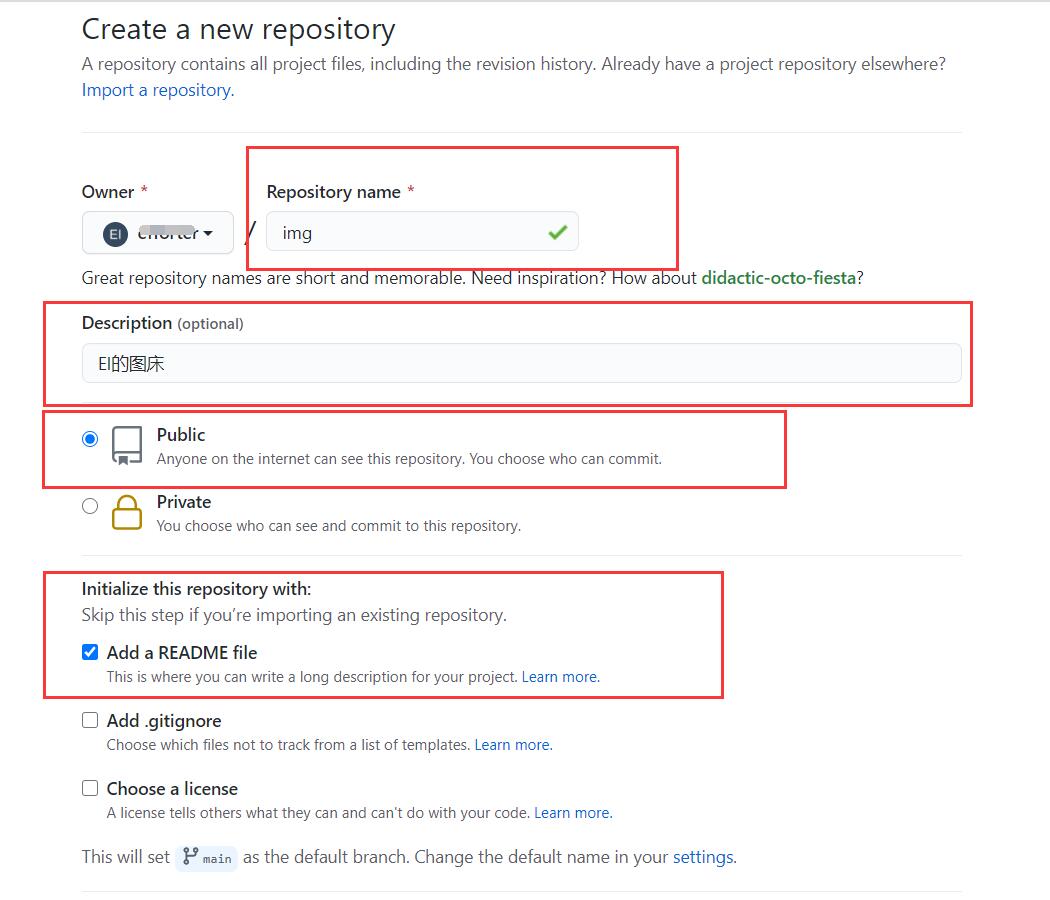 Create a new repository
A repository contains all project files, including the revision history. Already have a project repository elsewhere?
Import a repository.
Owner *
Repository name *
EI
/
img
Great repository names are short and memorable. Need inspiration? How about didactic-octo-fiesta?
Description (optional)
EI的图床
Public
Anyone on the internet can see this repository. You choose who can commit.
Private
You choose who can see and commit to this repository.
Initialize this repository with:
Skip this step if you’re importing an existing repository.
Add a README file
This is where you can write a long description for your project. Learn more.
Add .gitignore
Choose which files not to track from a list of templates. Learn more.
Choose a license
A license tells others what they can and can't do with your code. Learn more.
This will set main as the default branch. Change the default name in your settings.